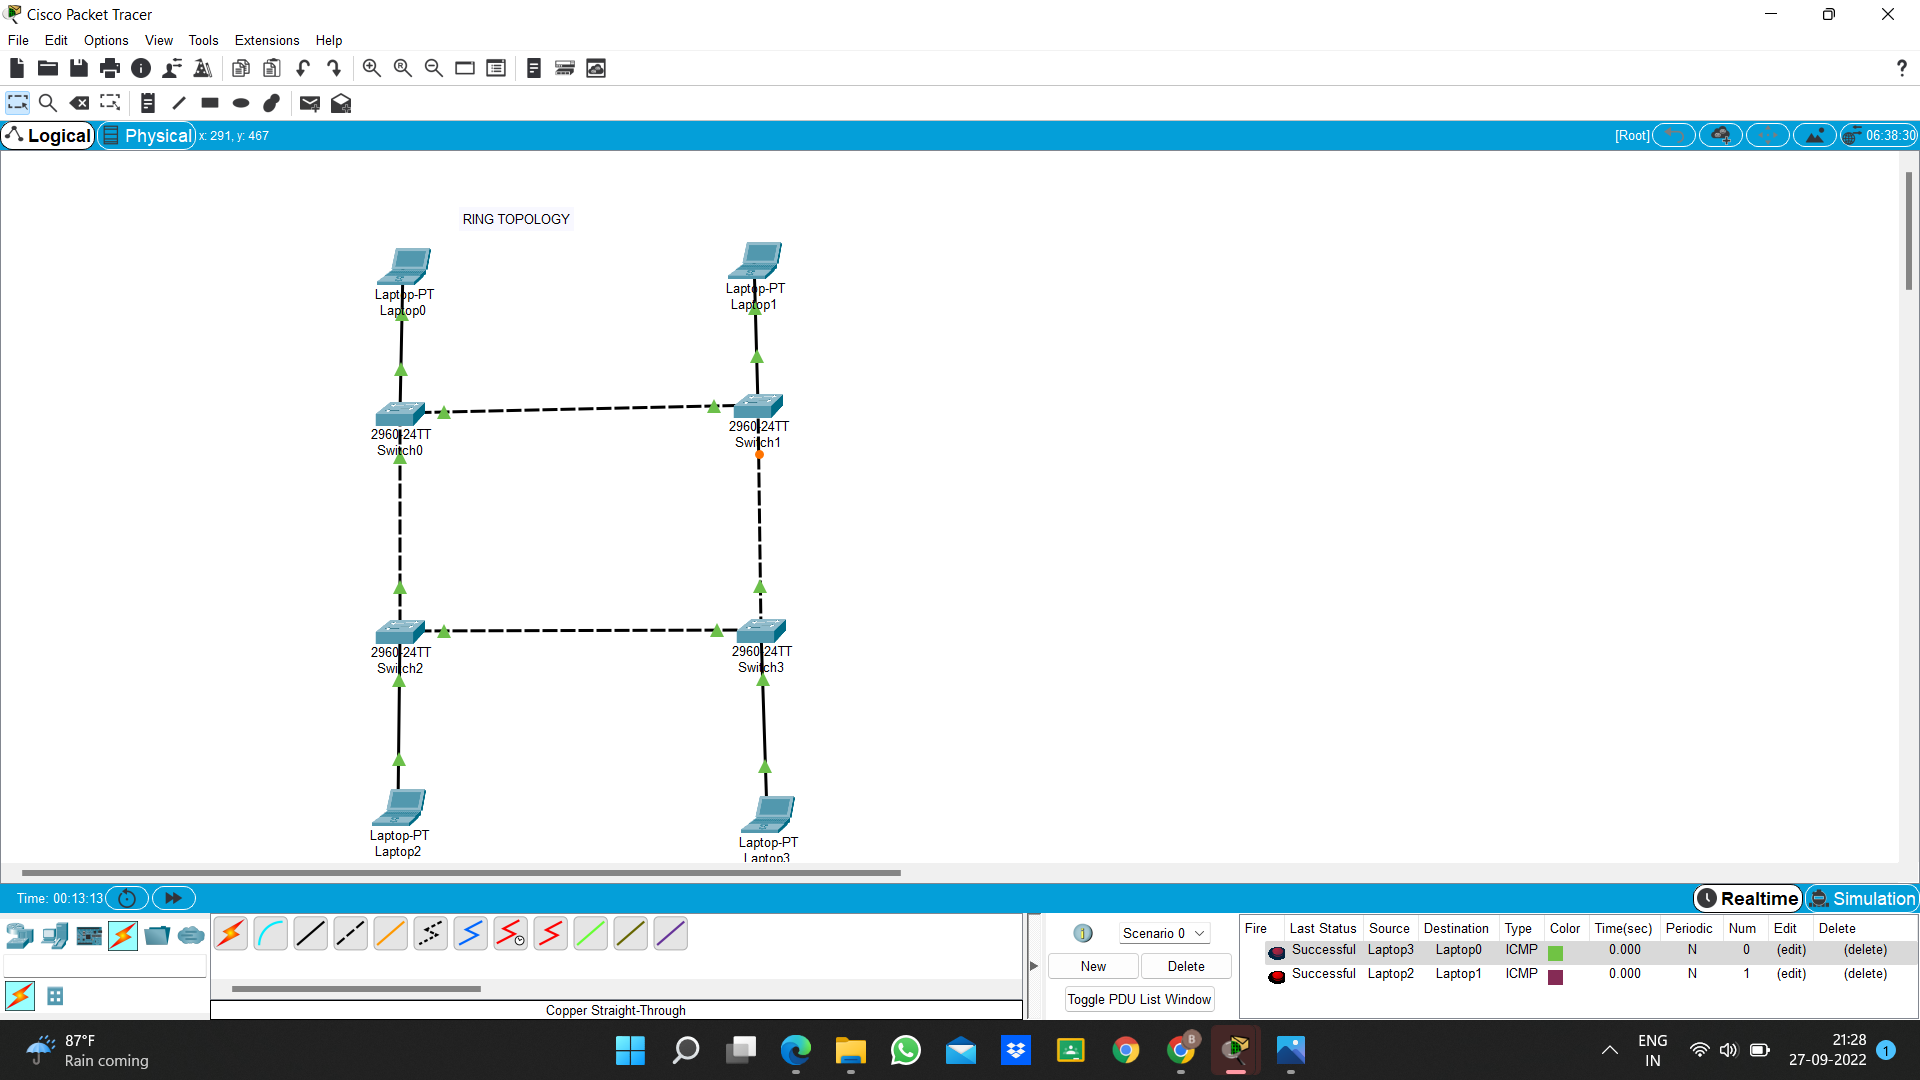 Cisco Packet Tracer
File Edit Options View Tools Extensions Help
Logical Physical x: 291, y: 467 [Root] 06:38:30
RING TOPOLOGY
Laptop-PT
Laptop0
Laptop-PT
Laptop1
2960-24TT
Switch0
2960-24TT
Switch1
2960-24TT
Switch2
2960-24TT
Switch3
Laptop-PT
Laptop2
Laptop-PT
Laptop3
Time: 00:13:13 Realtime Simulation
Scenario 0
New Delete
Toggle PDU List Window
Copper Straight-Through
Fire Last Status Source Destination Type Color Time(sec) Periodic Num Edit Delete
Successful Laptop3 Laptop0 ICMP 0.000 N 0 (edit) (delete)
Successful Laptop2 Laptop1 ICMP 0.000 N 1 (edit) (delete)
87°F
Rain coming
B
ENG
IN
21:28
27-09-2022
1